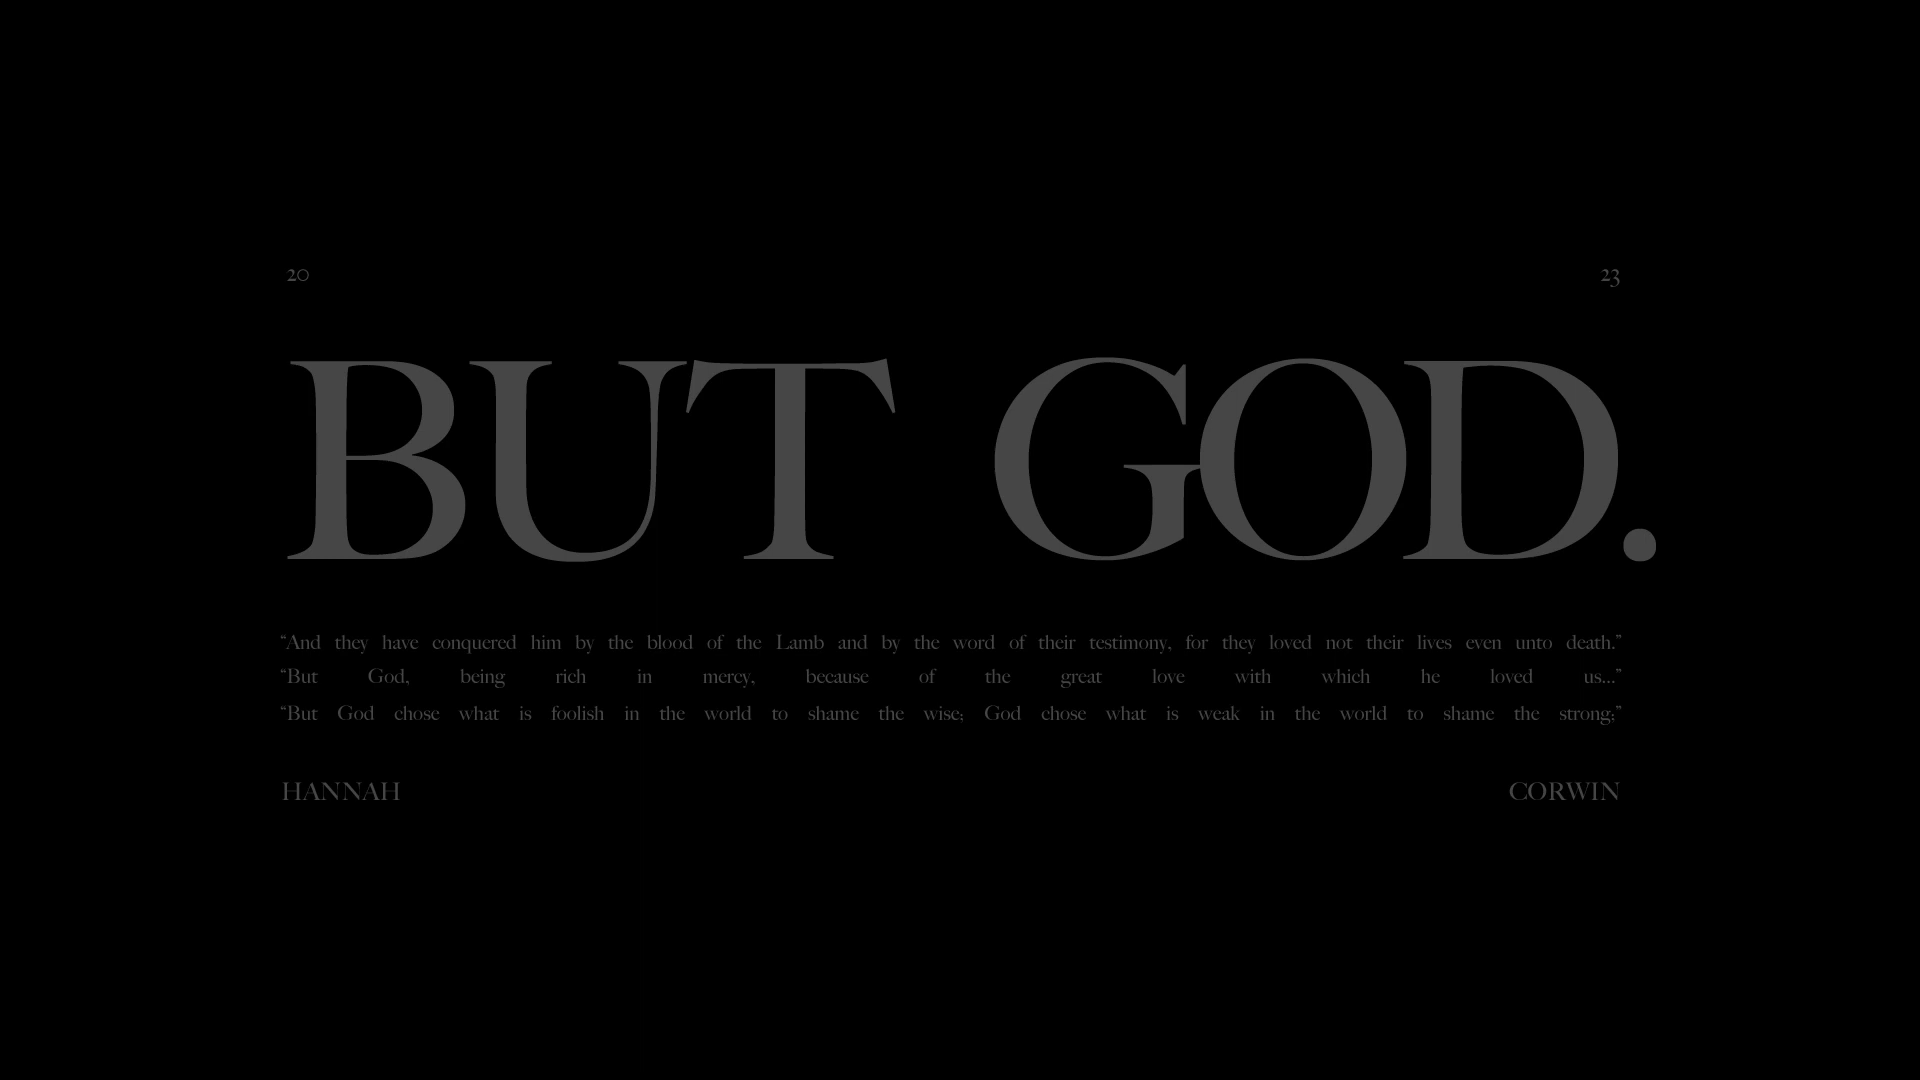 20 23
BUT GOD.
“And they have conquered him by the blood of the Lamb and by the word of their testimony, for they loved not their lives even unto death.”
“But God, being rich in mercy, because of the great love with which he loved us...”
“But God chose what is foolish in the world to shame the wise; God chose what is weak in the world to shame the strong;”
HANNAH CORWIN